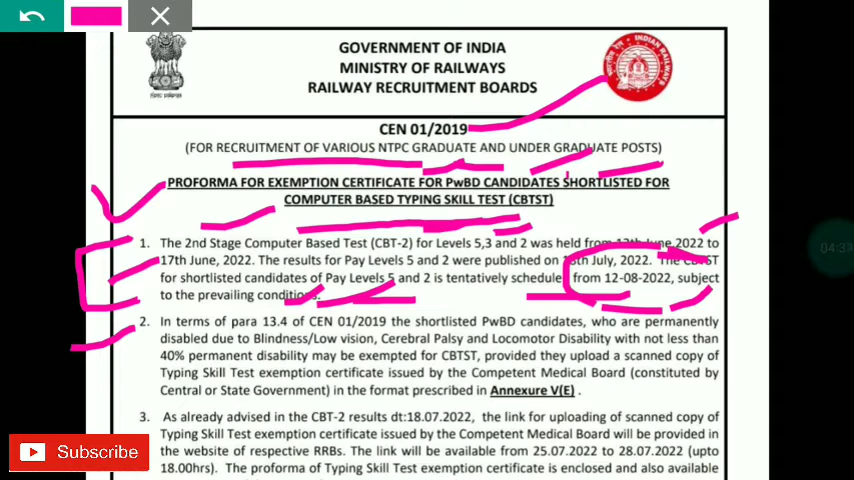 GOVERNMENT OF INDIA
MINISTRY OF RAILWAYS
RAILWAY RECRUITMENT BOARDS
CEN 01/2019
(FOR RECRUITMENT OF VARIOUS NTPC GRADUATE AND UNDER GRADUATE POSTS)
PROFORMA FOR EXEMPTION CERTIFICATE FOR PwBD CANDIDATES SHORTLISTED FOR
COMPUTER BASED TYPING SKILL TEST (CBTST)
1. The 2nd Stage Computer Based Test (CBT-2) for Levels 5,3 and 2 was held from 12th June 2022 to
17th June, 2022. The results for Pay Levels 5 and 2 were published on July, 2022. The CBTST
for shortlisted candidates of Pay Levels 5 and 2 is tentatively schedule from 12-08-2022, subject
to the prevailing conditions.
2. In terms of para 13.4 of CEN 01/2019 the shortlisted PwBD candidates, who are permanently
disabled due to Blindness/Low vision, Cerebral Palsy and Locomotor Disability with not less than
40% permanent disability may be exempted for CBTST, provided they upload a scanned copy of
Typing Skill Test exemption certificate issued by the Competent Medical Board (constituted by
Central or State Government) in the format prescribed in Annexure V(E) .
3. As already advised in the CBT-2 results dt:18.07.2022, the link for uploading of scanned copy of
Typing Skill Test exemption certificate issued by the Competent Medical Board will be provided in
the website of respective RRBs. The link will be available from 25.07.2022 to 28.07.2022 (upto
18.00hrs). The proforma of Typing Skill Test exemption certificate is enclosed and also available
Subscribe